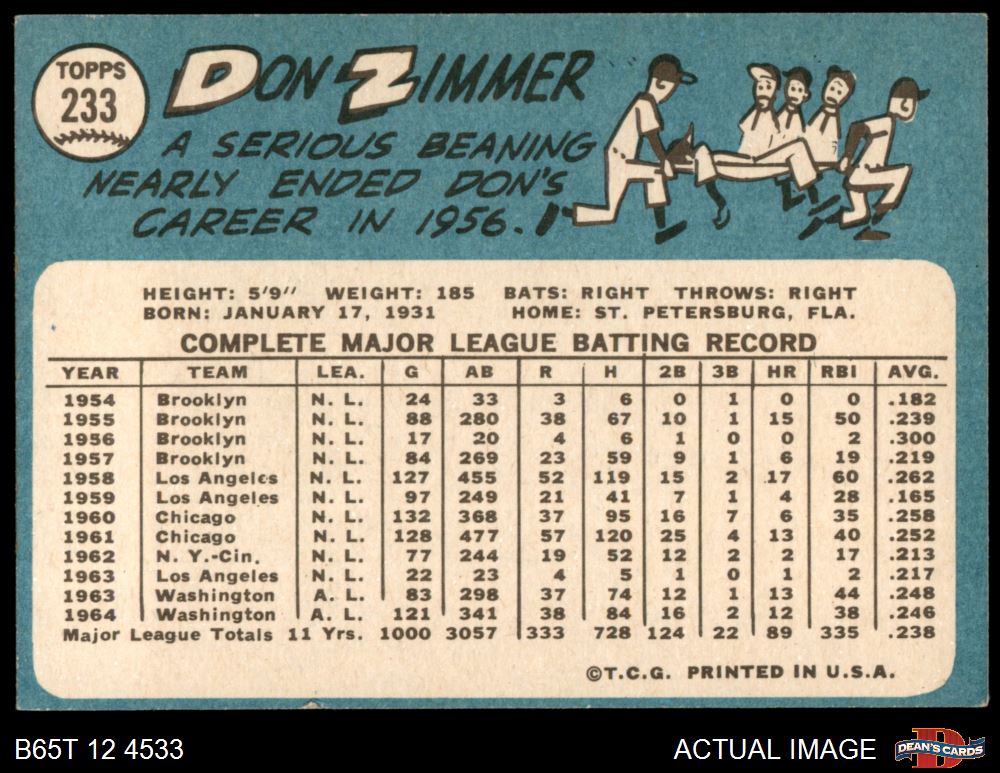 TOPPS
233
DON ZIMMER
A SERIOUS BEANING
NEARLY ENDED DON'S
CAREER IN 1956.
HEIGHT: 5'9" WEIGHT: 185 BATS: RIGHT THROWS: RIGHT
BORN: JANUARY 17, 1931 HOME: ST. PETERSBURG, FLA.
COMPLETE MAJOR LEAGUE BATTING RECORD
YEAR TEAM LEA. G AB R H 2B 3B HR RBI AVG.
1954 Brooklyn N. L. 24 33 3 6 0 1 0 0 .182
1955 Brooklyn N. L. 88 280 38 67 10 1 15 50 .239
1956 Brooklyn N. L. 17 20 4 6 1 0 0 2 .300
1957 Brooklyn N. L. 84 269 23 59 9 1 6 19 .219
1958 Los Angeles N. L. 127 455 52 119 15 2 17 60 .262
1959 Los Angeles N. L. 97 249 21 41 7 1 4 28 .165
1960 Chicago N. L. 132 368 37 95 16 7 6 35 .258
1961 Chicago N. L. 128 477 57 120 25 4 13 40 .252
1962 N. Y.-Cin. N. L. 77 244 19 52 12 2 2 17 .213
1963 Los Angeles N. L. 22 23 4 5 1 0 1 2 .217
1963 Washington A. L. 83 298 37 74 12 1 13 44 .248
1964 Washington A. L. 121 341 38 84 16 2 12 38 .246
Major League Totals 11 Yrs. 1000 3057 333 728 124 22 89 335 .238
©T.C.G. PRINTED IN U.S.A.
B65T 12 4533
ACTUAL IMAGE
D
DEAN'S CARDS